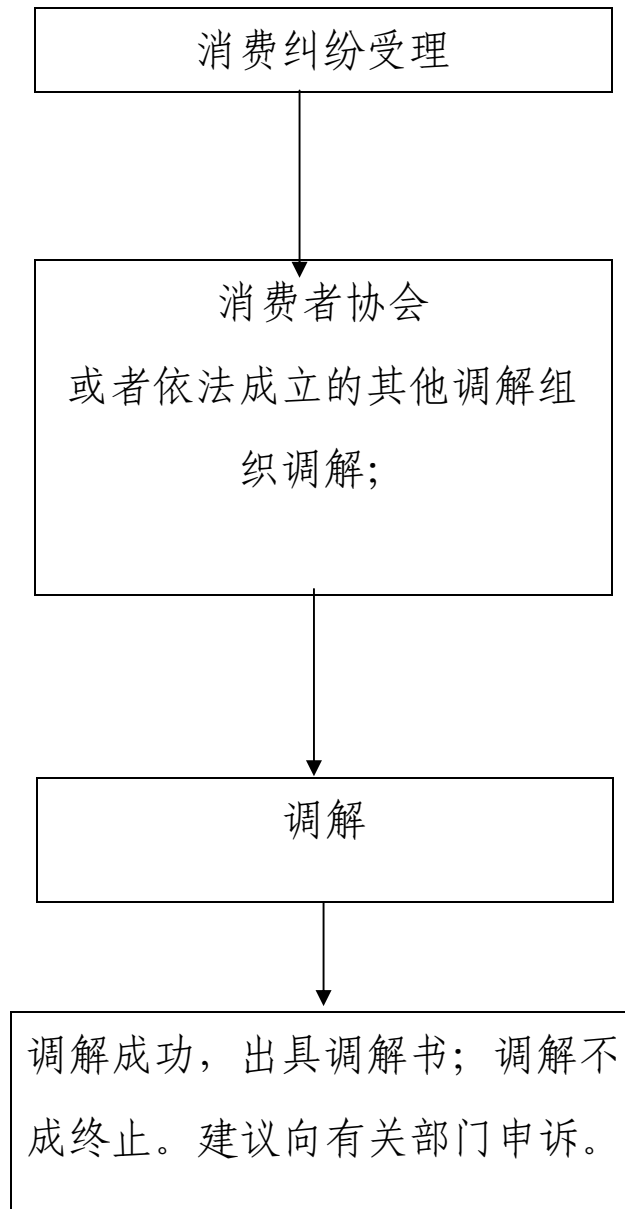 消费纠纷受理
消费者协会
或者依法成立的其他调解组
织调解；
调解
调解成功，出具调解书；调解不
成终止。建议向有关部门申诉。